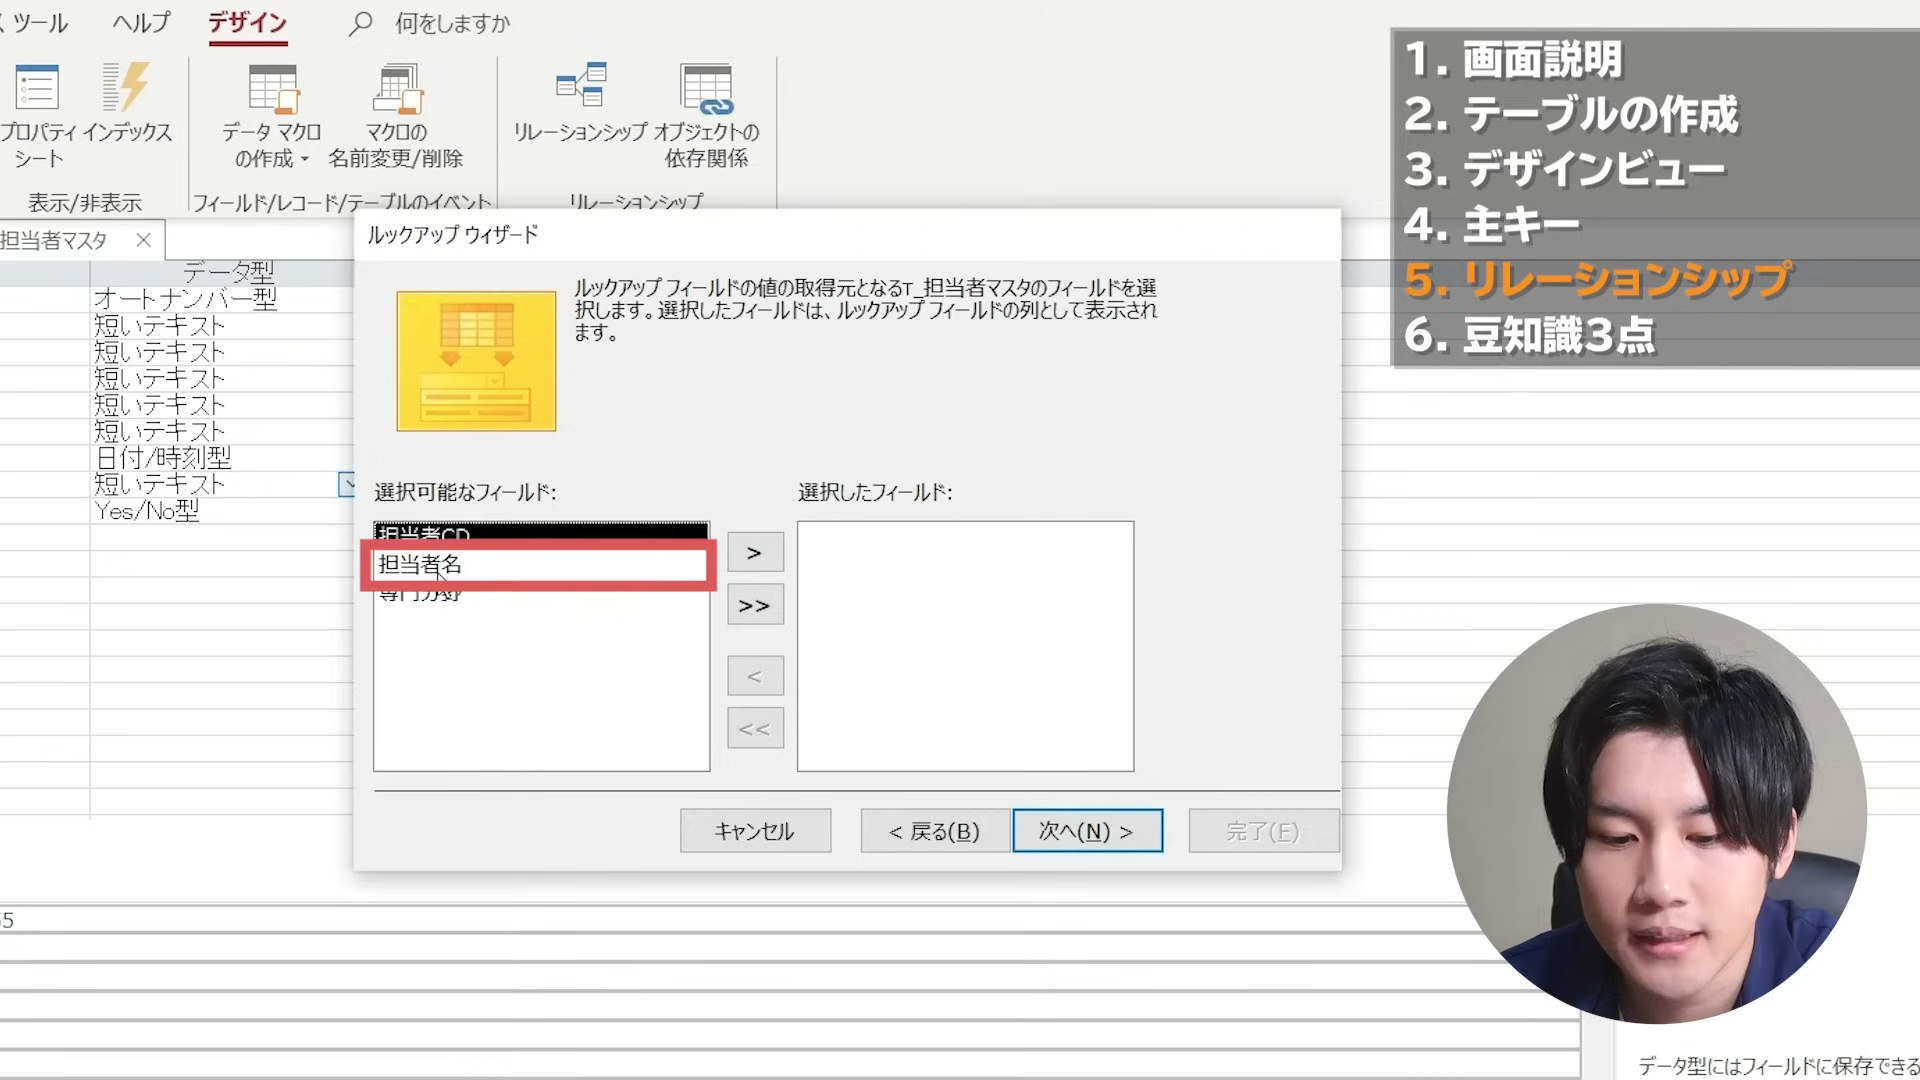 ツール
ヘルプ
デザイン
何をしますか
プロパティ
シート
インデックス
データ マクロ
の作成
マクロの
名前変更/削除
リレーションシップ
オブジェクトの
依存関係
表示/非表示
フィールド/レコード/テーブルのイベント
リレーションシップ
1. 画面説明
2. テーブルの作成
3. デザインビュー
4. 主キー
5. リレーションシップ
6. 豆知識3点
担当者マスタ
データ型
オートナンバー型
短いテキスト
短いテキスト
短いテキスト
短いテキスト
短いテキスト
日付/時刻型
短いテキスト
Yes/No型
ルックアップ ウィザード
ルックアップ フィールドの値の取得元となるT_担当者マスタのフィールドを選
択します。選択したフィールドは、ルックアップ フィールドの列として表示され
ます。
選択可能なフィールド:
選択したフィールド:
担当者CD
担当者名
専門分野
>
>>
<
<<
キャンセル
< 戻る(B)
次へ(N) >
完了(F)
データ型にはフィールドに保存できる